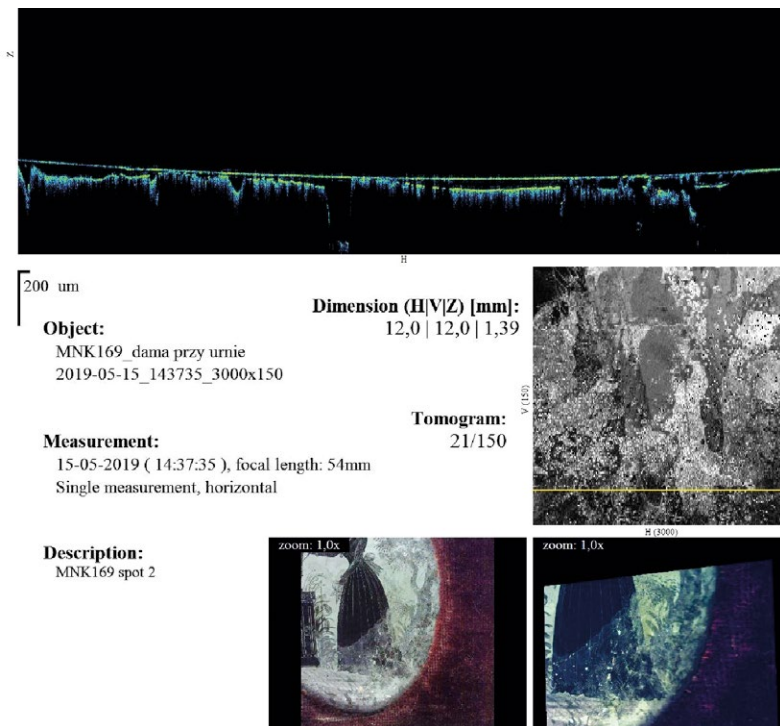 Z
H
200 um
Dimension (H|V|Z) [mm]:
12,0 | 12,0 | 1,39
Object:
MNK169_dama przy urnie
2019-05-15_143735_3000x150
Tomogram:
21/150
Measurement:
15-05-2019 ( 14:37:35 ), focal length: 54mm
Single measurement, horizontal
V (150)
H (3000)
Description:
MNK169 spot 2
zoom: 1,0x
zoom: 1,0x